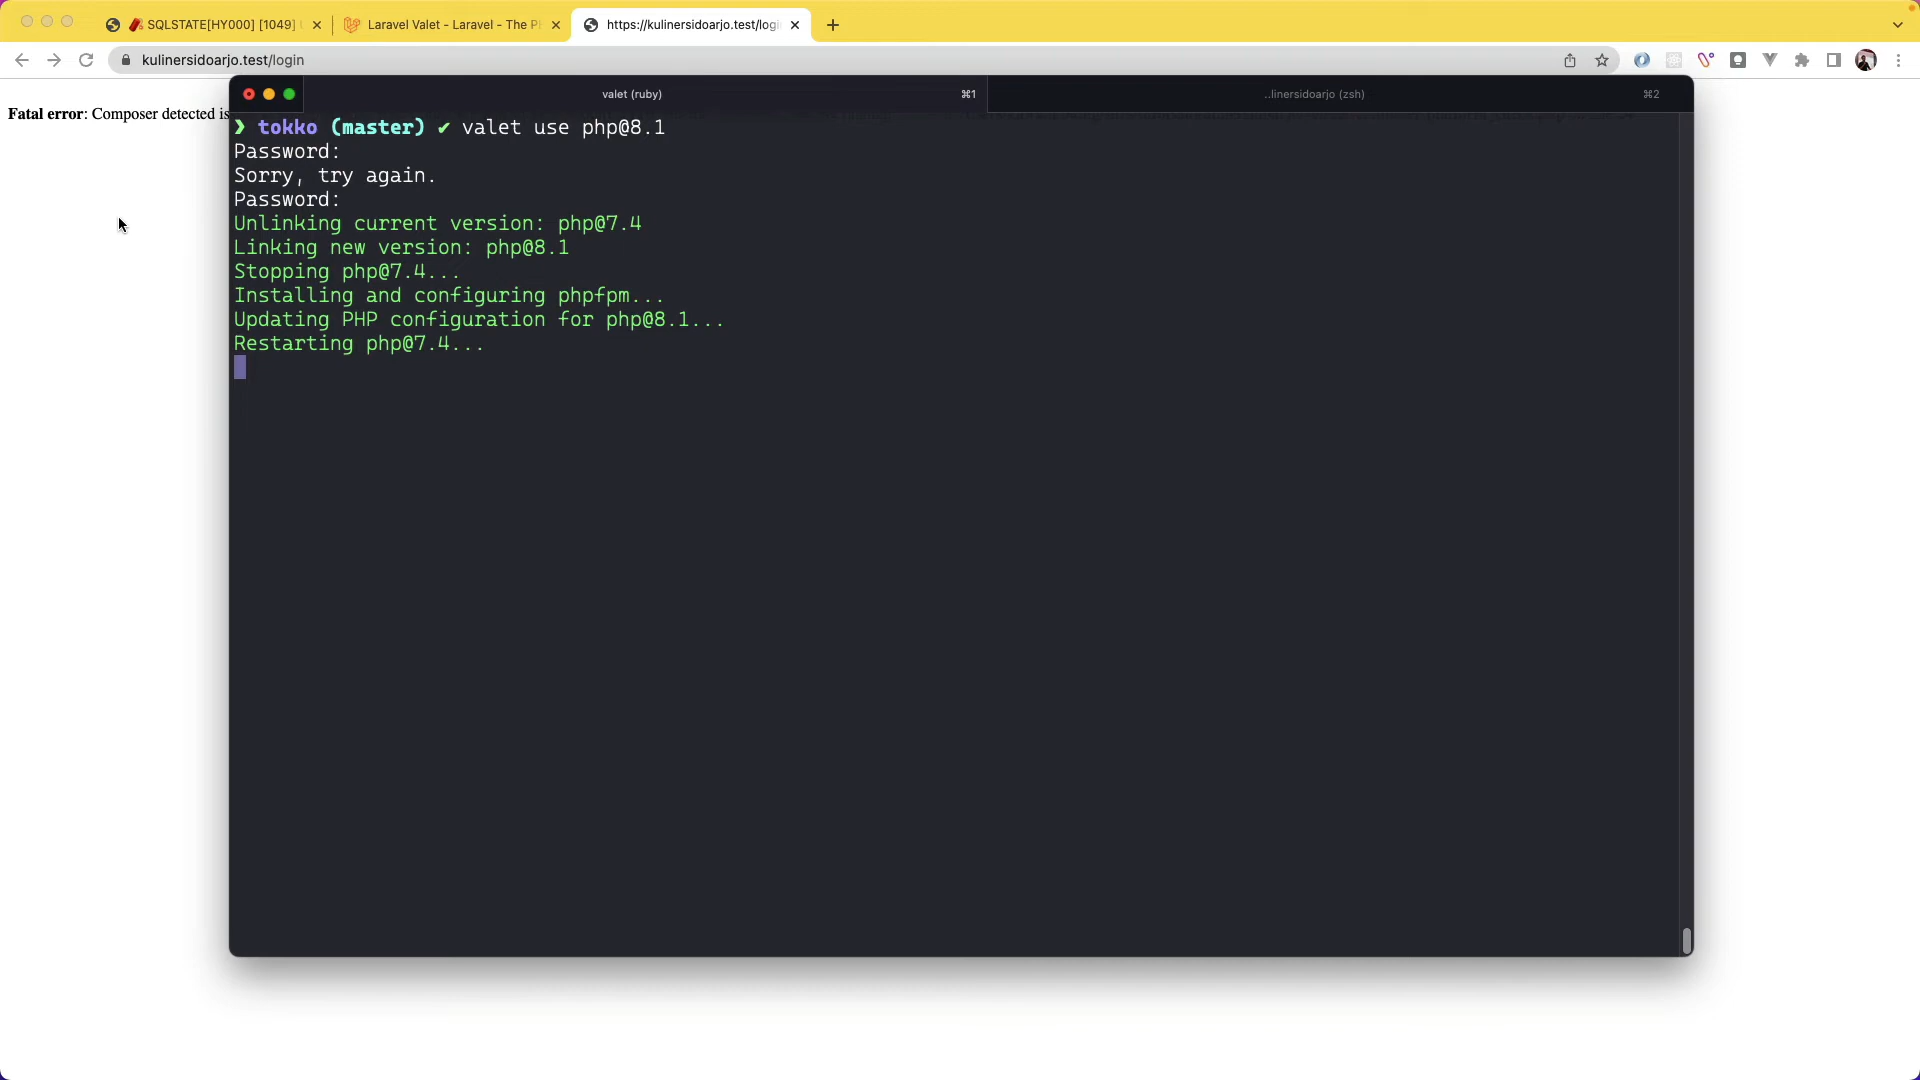 SQLSTATE[HY000] [1049]
Laravel Valet - Laravel - The P
https://kulinersidoarjo.test/logi
kulinersidoarjo.test/login
Fatal error: Composer detected is
valet (ruby)
⌘1
..linersidoarjo (zsh)
⌘2
❯ tokko (master) ✔ valet use php@8.1
Password:
Sorry, try again.
Password:
Unlinking current version: php@7.4
Linking new version: php@8.1
Stopping php@7.4...
Installing and configuring phpfpm...
Updating PHP configuration for php@8.1...
Restarting php@7.4...